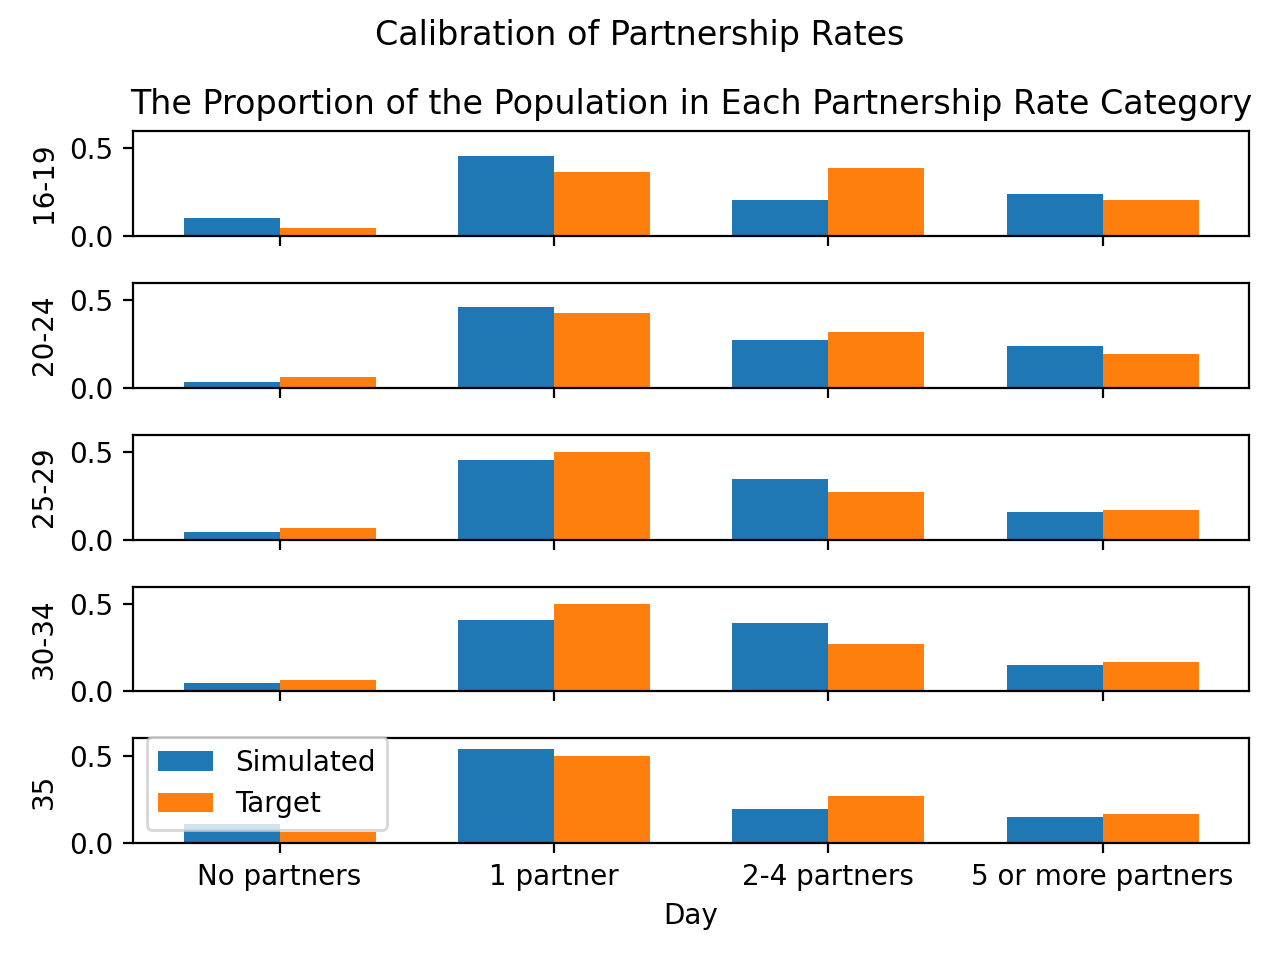 Calibration of Partnership Rates
The Proportion of the Population in Each Partnership Rate Category
0.5
16-19
0.0
0.5
20-24
0.0
0.5
25-29
0.0
0.5
30-34
0.0
0.5
35
0.0
Simulated
Target
No partners 1 partner 2-4 partners 5 or more partners
Day